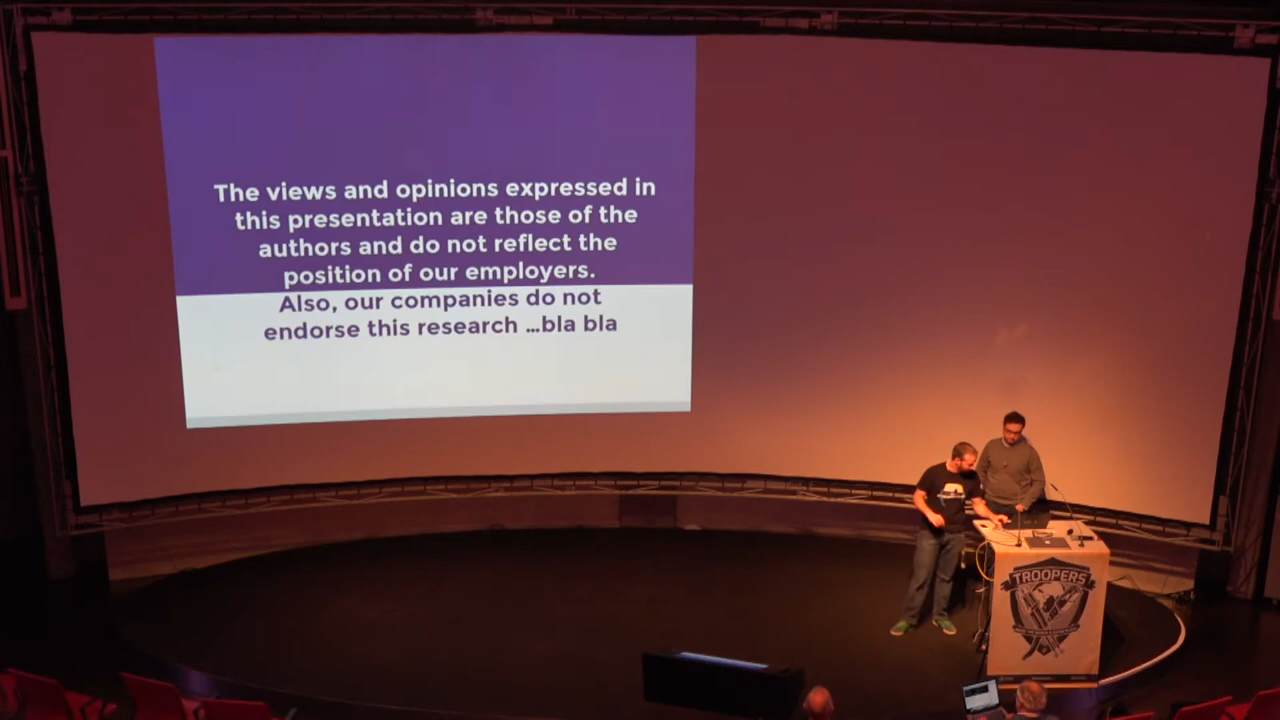 The views and opinions expressed in
this presentation are those of the
authors and do not reflect the
position of our employers.
Also, our companies do not
endorse this research ...bla bla
TROOPERS